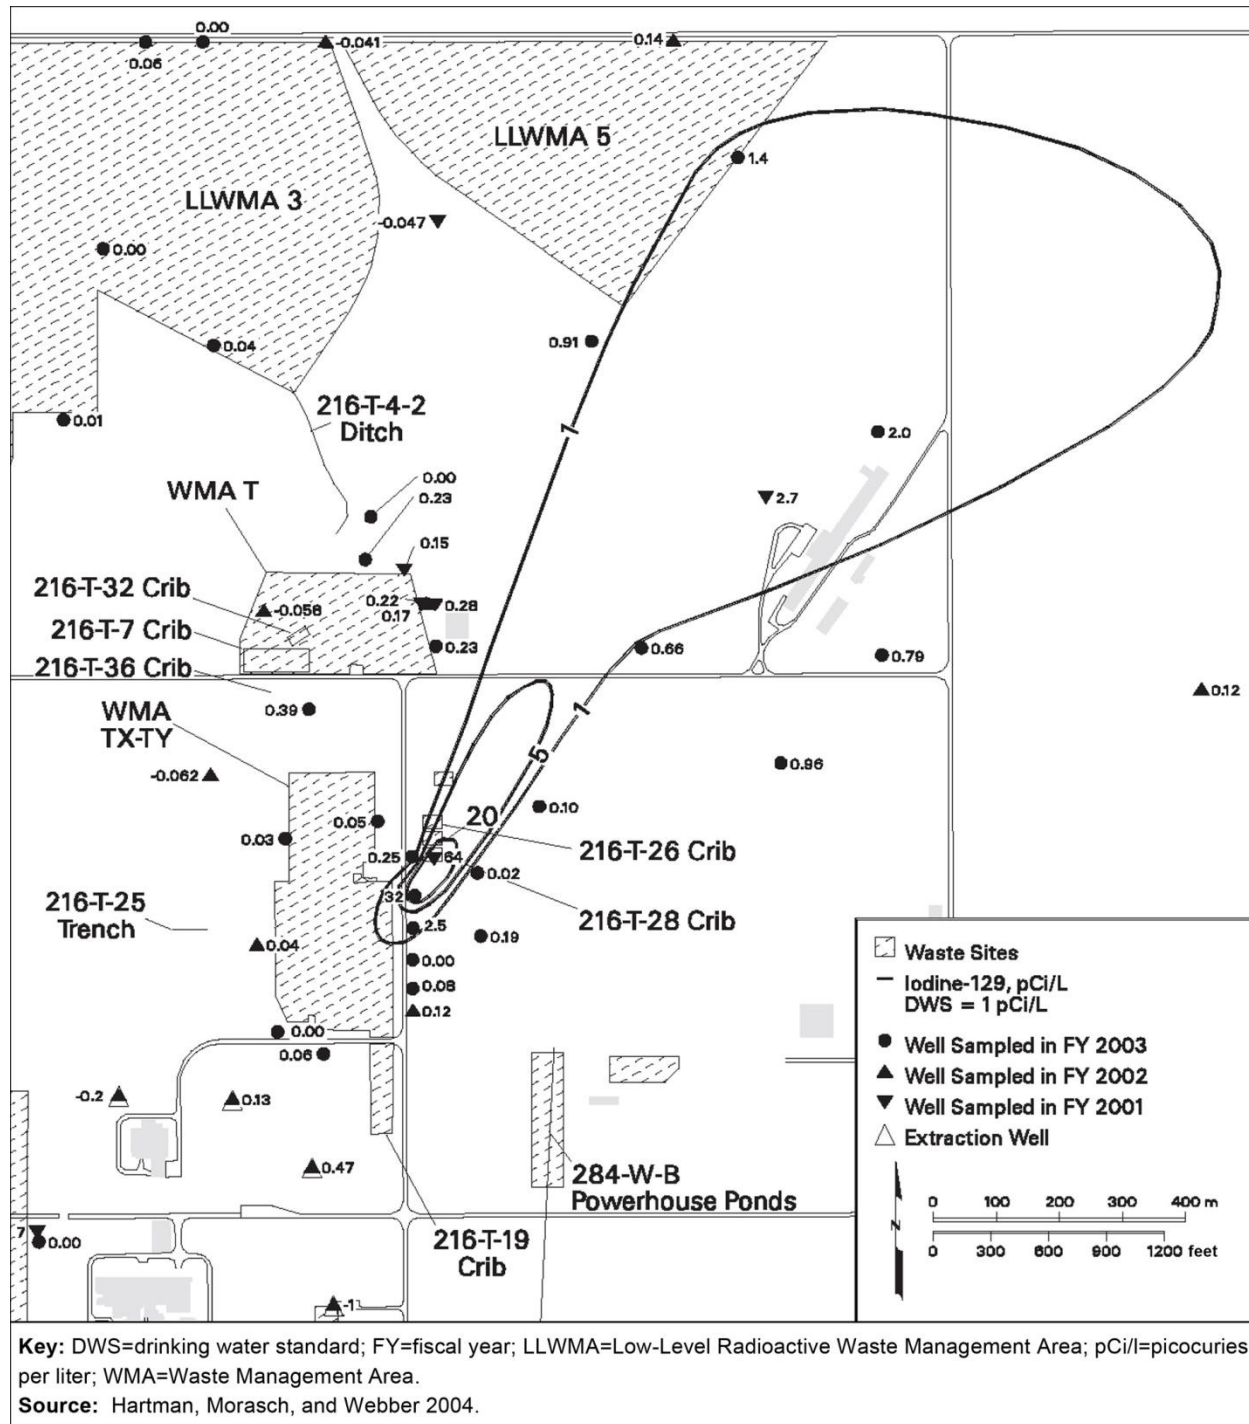 0.00
0.06
-0.041
0.14
LLWMA 5
1.4
LLWMA 3
-0.047
0.00
0.91
0.04
1
216-T-4-2
Ditch
0.01
2.0
0.00
0.23
WMA T
2.7
0.15
216-T-32 Crib
0.22
0.28
-0.056
0.17
216-T-7 Crib
0.23
0.66
0.79
216-T-36 Crib
0.12
0.39
1
WMA
TX-TY
5
-0.062
0.96
0.10
20
0.05
0.03
0.25
64
216-T-26 Crib
0.02
32
216-T-25
Trench
216-T-28 Crib
2.5
0.19
0.04
0.00
0.08
0.12
0.00
0.06
-0.2
0.13
0.47
284-W-B
Powerhouse Ponds
7
0.00
216-T-19
Crib
-1
Waste Sites
Iodine-129, pCi/L
DWS = 1 pCi/L
Well Sampled in FY 2003
Well Sampled in FY 2002
Well Sampled in FY 2001
Extraction Well
N
0 100 200 300 400 m
0 300 600 900 1200 feet
Key: DWS=drinking water standard; FY=fiscal year; LLWMA=Low-Level Radioactive Waste Management Area; pCi/l=picocuries
per liter; WMA=Waste Management Area.
Source: Hartman, Morasch, and Webber 2004.